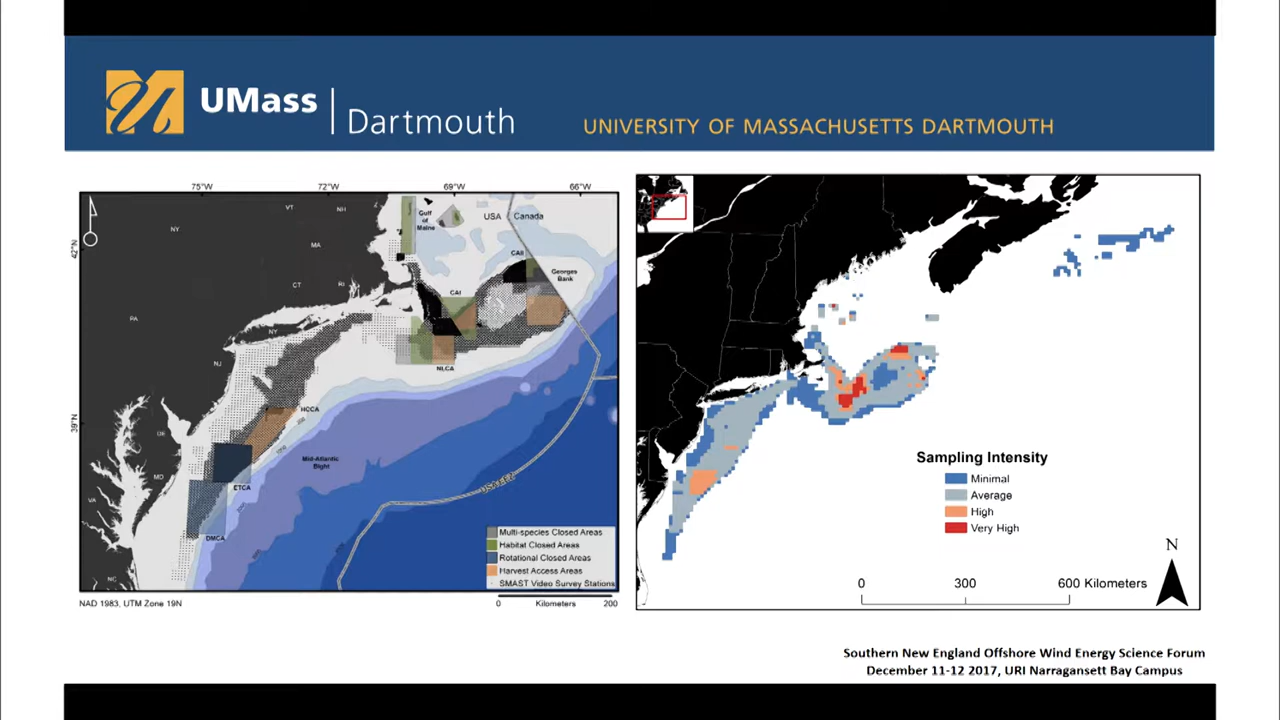 UMass
Dartmouth
UNIVERSITY OF MASSACHUSETTS DARTMOUTH
75°W 72°W 69°W 66°W
42°N
39°N
VT
NH
NY
MA
CT
RI
PA
NY
NJ
DE
MD
VA
NC
Gulf
of
Maine
USA
Canada
CAII
Georges
Bank
CAI
NLCA
HCCA
Mid-Atlantic
Bight
ETCA
DMCA
USA EEZ
Multi-species Closed Areas
Habitat Closed Areas
Rotational Closed Areas
Harvest Access Areas
SMAST Video Survey Stations
NAD 1983, UTM Zone 19N
0 Kilometers 200
Sampling Intensity
Minimal
Average
High
Very High
N
0 300 600 Kilometers
Southern New England Offshore Wind Energy Science Forum
December 11-12 2017, URI Narragansett Bay Campus